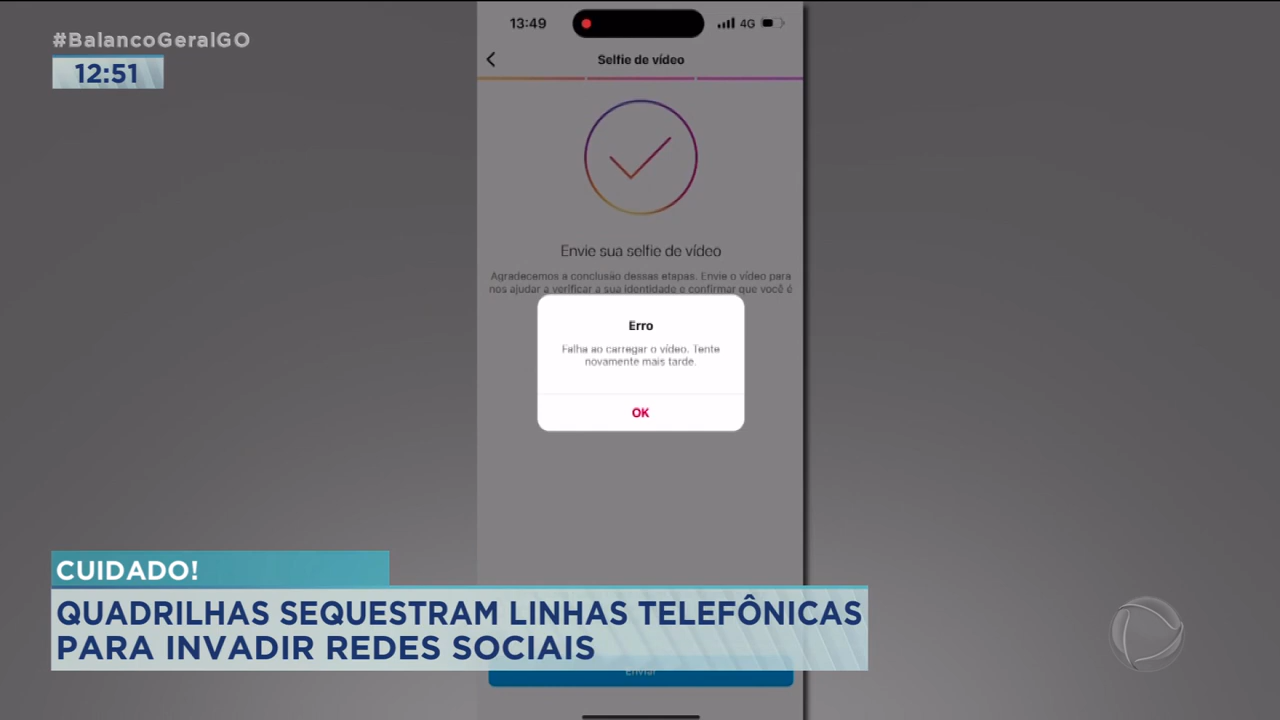 #BalancoGeralGO
12:51
13:49
4G
Selfie de vídeo
Envie sua selfie de vídeo
Agradecemos a conclusão dessas etapas. Envie o vídeo para
nos ajudar a verificar a sua identidade e confirmar que você é
Erro
Falha ao carregar o vídeo. Tente
novamente mais tarde.
OK
CUIDADO!
QUADRILHAS SEQUESTRAM LINHAS TELEFÔNICAS
PARA INVADIR REDES SOCIAIS
Enviar